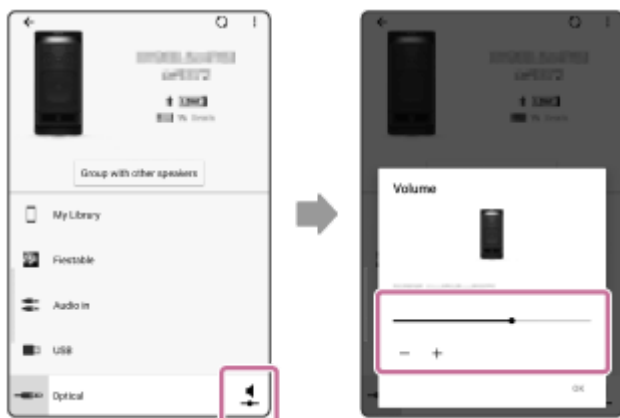 Group with other speakers
My Library
Fiestable
Audio in
USB
Optical
Volume
OK